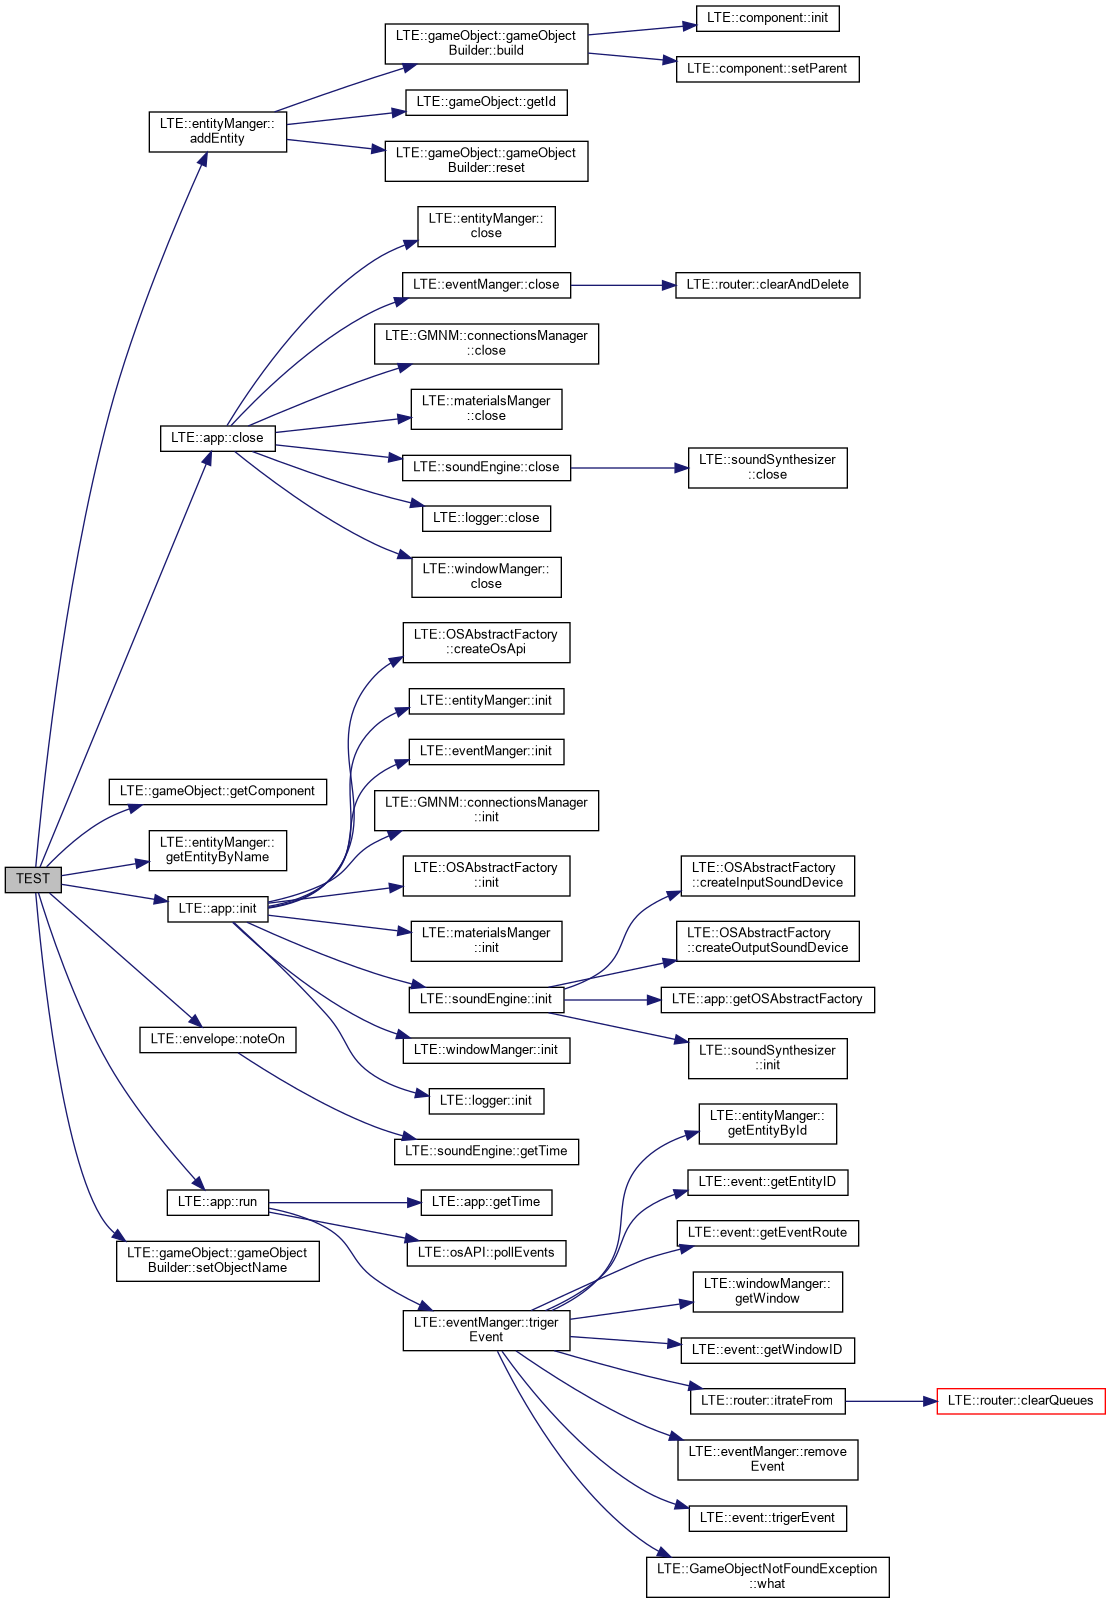 LTE::component::init
LTE::gameObject::gameObject
Builder::build
LTE::component::setParent
LTE::gameObject::getId
LTE::entityManger::
addEntity
LTE::gameObject::gameObject
Builder::reset
LTE::entityManger::
close
LTE::eventManger::close
LTE::router::clearAndDelete
LTE::GMNM::connectionsManager
::close
LTE::materialsManger
::close
LTE::app::close
LTE::soundEngine::close
LTE::soundSynthesizer
::close
LTE::logger::close
LTE::windowManger::
close
LTE::OSAbstractFactory
::createOsApi
LTE::entityManger::init
LTE::eventManger::init
LTE::gameObject::getComponent
LTE::GMNM::connectionsManager
::init
LTE::entityManger::
getEntityByName
TEST
LTE::OSAbstractFactory
::init
LTE::OSAbstractFactory
::createInputSoundDevice
LTE::app::init
LTE::materialsManger
::init
LTE::OSAbstractFactory
::createOutputSoundDevice
LTE::soundEngine::init
LTE::app::getOSAbstractFactory
LTE::envelope::noteOn
LTE::windowManger::init
LTE::soundSynthesizer
::init
LTE::logger::init
LTE::entityManger::
getEntityById
LTE::soundEngine::getTime
LTE::event::getEntityID
LTE::app::run
LTE::app::getTime
LTE::event::getEventRoute
LTE::gameObject::gameObject
Builder::setObjectName
LTE::osAPI::pollEvents
LTE::windowManger::
getWindow
LTE::eventManger::triger
Event
LTE::event::getWindowID
LTE::router::itrateFrom
LTE::router::clearQueues
LTE::eventManger::remove
Event
LTE::event::trigerEvent
LTE::GameObjectNotFoundException
::what